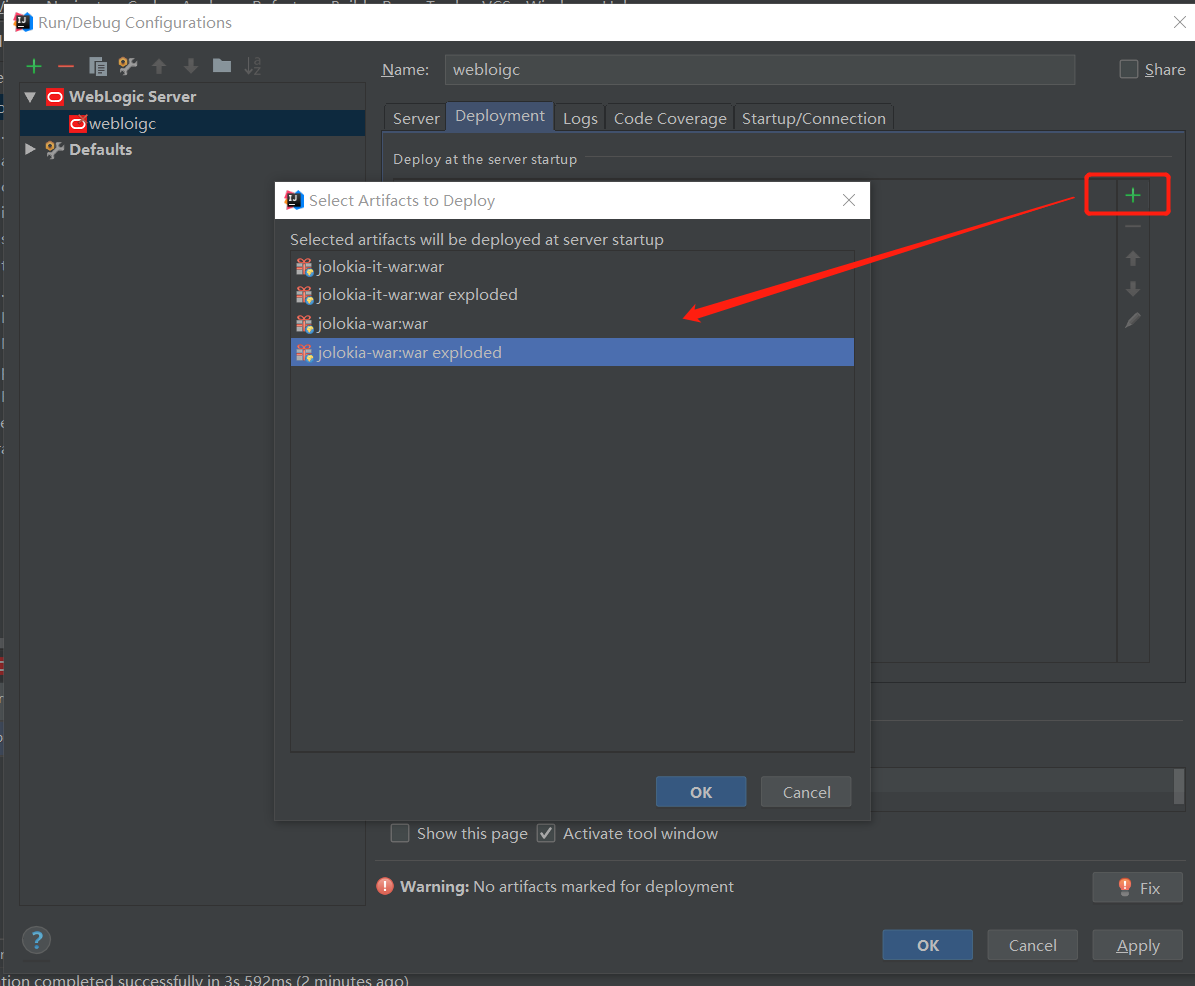 Run/Debug Configurations
WebLogic Server
webloigc
Defaults
Name:
webloigc
Share
Server
Deployment
Logs
Code Coverage
Startup/Connection
Deploy at the server startup
Select Artifacts to Deploy
Selected artifacts will be deployed at server startup
jolokia-it-war:war
jolokia-it-war:war exploded
jolokia-war:war
jolokia-war:war exploded
OK
Cancel
Show this page
Activate tool window
Warning: No artifacts marked for deployment
Fix
?
OK
Cancel
Apply
completed successfully in 3s 592ms (2 minutes ago)